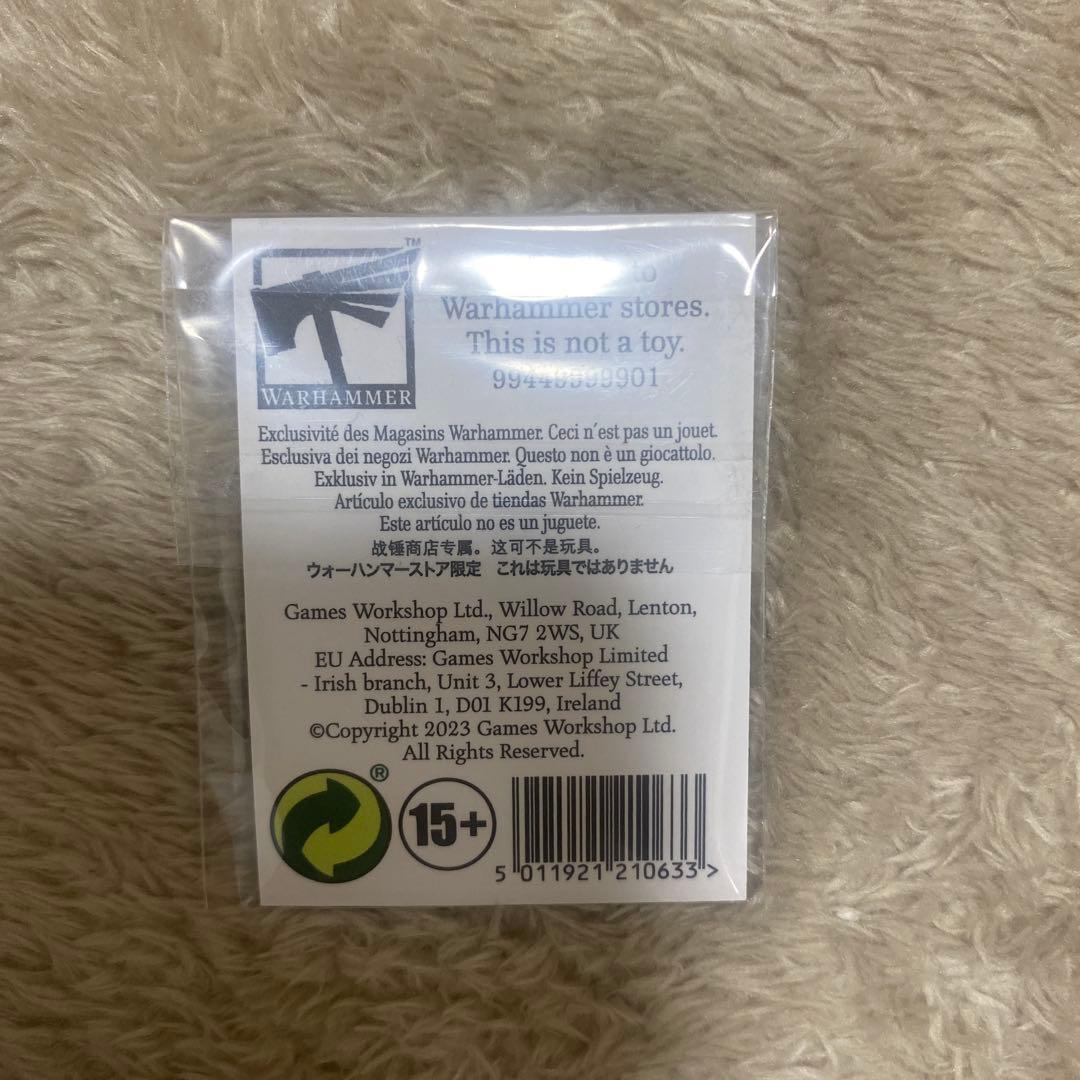 TM
WARHAMMER
to
Warhammer stores.
This is not a toy.
Exclusivité des Magasins Warhammer. Ceci n'est pas un jouet.
Esclusiva dei negozi Warhammer. Questo non è un giocattolo.
Exklusiv in Warhammer-Läden. Kein Spielzeug.
Artículo exclusivo de tiendas Warhammer.
Este artículo no es un juguete.
战锤商店专属。这可不是玩具。
ウォーハンマーストア限定 これは玩具ではありません
Games Workshop Ltd., Willow Road, Lenton,
Nottingham, NG7 2WS, UK
EU Address: Games Workshop Limited
- Irish branch, Unit 3, Lower Liffey Street,
Dublin 1, D01 K199, Ireland
©Copyright 2023 Games Workshop Ltd.
All Rights Reserved.
®
15+
5 011921 210633 >